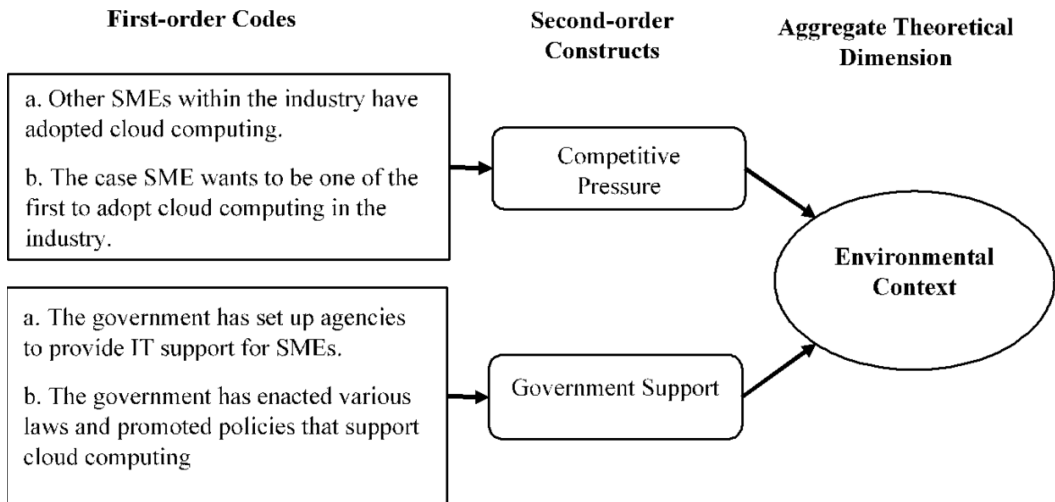 First-order Codes
Second-order
Constructs
Aggregate Theoretical
Dimension
a. Other SMEs within the industry have
adopted cloud computing.
b. The case SME wants to be one of the
first to adopt cloud computing in the
industry.
Competitive
Pressure
Environmental
Context
a. The government has set up agencies
to provide IT support for SMEs.
b. The government has enacted various
laws and promoted policies that support
cloud computing
Government Support